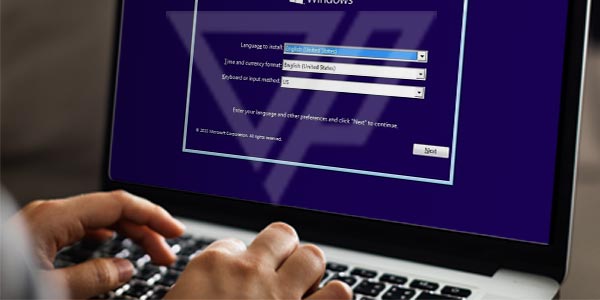 Windows
Language to install: English (United States)
Time and currency format: English (United States)
Keyboard or input method: US
Enter your language and other preferences and click "Next" to continue.
© 2015 Microsoft Corporation. All rights reserved.
Next